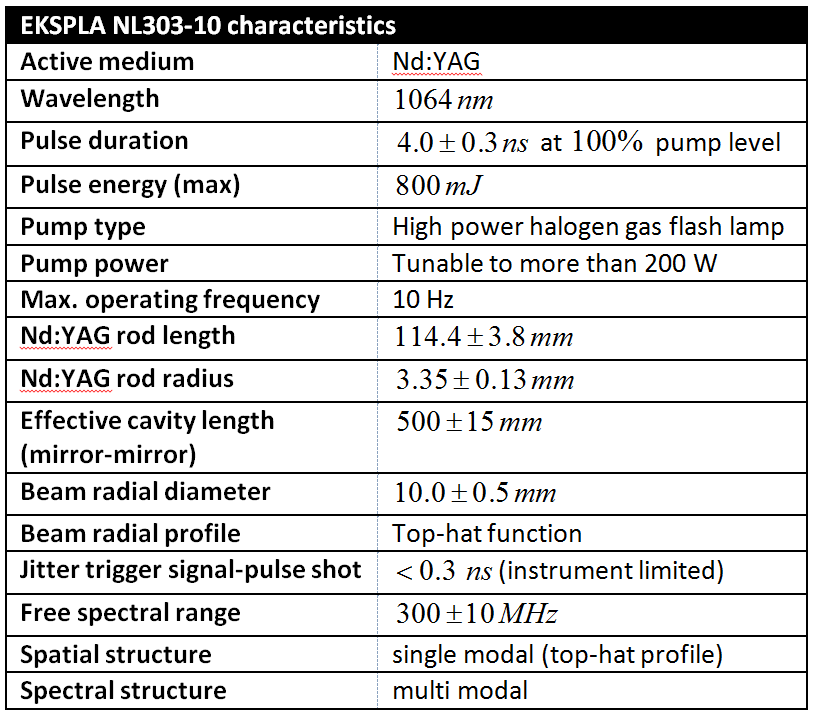 EKSPLA NL303-10 characteristics
Active medium Nd:YAG
Wavelength 1064 nm
Pulse duration 4.0 ± 0.3 ns at 100% pump level
Pulse energy (max) 800 mJ
Pump type High power halogen gas flash lamp
Pump power Tunable to more than 200 W
Max. operating frequency 10 Hz
Nd:YAG rod length 114.4 ± 3.8 mm
Nd:YAG rod radius 3.35 ± 0.13 mm
Effective cavity length 500 ± 15 mm
(mirror-mirror)
Beam radial diameter 10.0 ± 0.5 mm
Beam radial profile Top-hat function
Jitter trigger signal-pulse shot < 0.3 ns (instrument limited)
Free spectral range 300 ± 10 MHz
Spatial structure single modal (top-hat profile)
Spectral structure multi modal